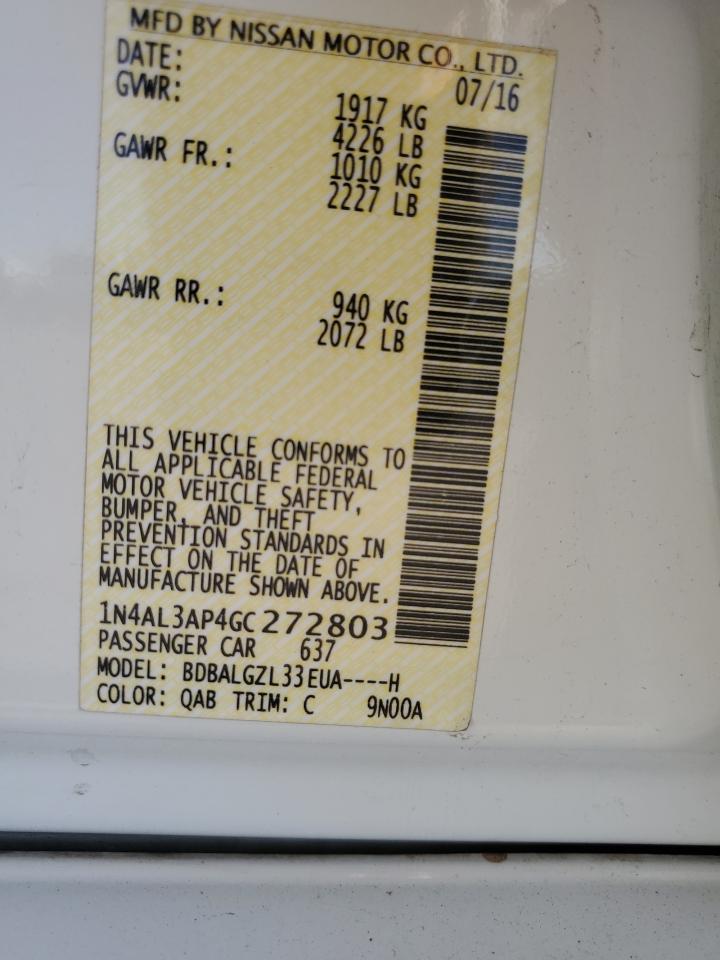 MFD BY NISSAN MOTOR CO., LTD.
DATE: 07/16
GVWR: 1917 KG
4226 LB
GAWR FR.: 1010 KG
2227 LB
GAWR RR.: 940 KG
2072 LB
THIS VEHICLE CONFORMS TO
ALL APPLICABLE FEDERAL
MOTOR VEHICLE SAFETY,
BUMPER, AND THEFT
PREVENTION STANDARDS IN
EFFECT ON THE DATE OF
MANUFACTURE SHOWN ABOVE.
1N4AL3AP4GC272803
PASSENGER CAR 637
MODEL: BDBALGZL33EUA----H
COLOR: QAB TRIM: C 9N00A